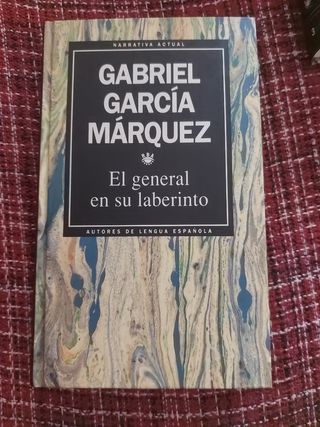 NARRATIVA ACTUAL
GABRIEL
GARCÍA
MÁRQUEZ
El general
en su laberinto
AUTORES DE LENGUA ESPAÑOLA